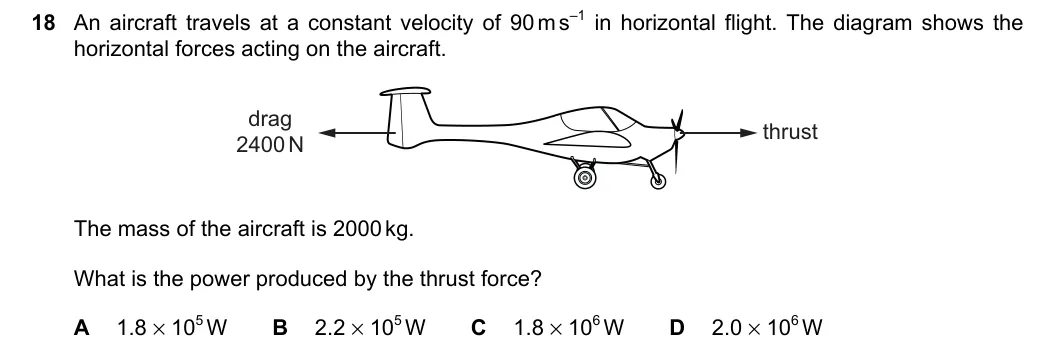 18 An aircraft travels at a constant velocity of 90 m s⁻¹ in horizontal flight. The diagram shows the
horizontal forces acting on the aircraft.
drag
2400 N
thrust
The mass of the aircraft is 2000 kg.
What is the power produced by the thrust force?
A 1.8 × 10⁵ W B 2.2 × 10⁵ W C 1.8 × 10⁶ W D 2.0 × 10⁶ W